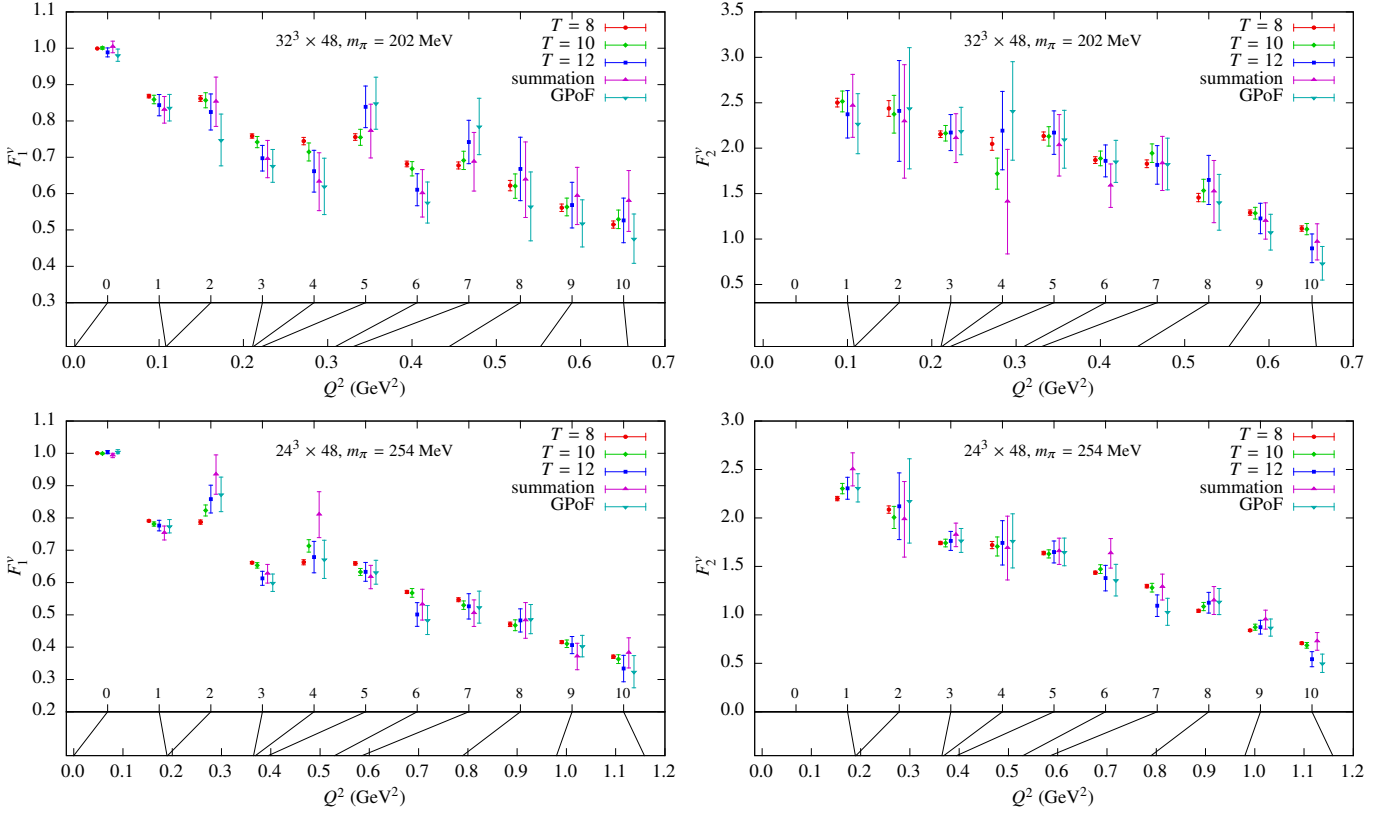 32³ × 48, mπ = 202 MeV
T = 8
T = 10
T = 12
summation
GPoF
F₁ᵛ
1.1
1.0
0.9
0.8
0.7
0.6
0.5
0.4
0.3
0 1 2 3 4 5 6 7 8 9 10
0.0 0.1 0.2 0.3 0.4 0.5 0.6 0.7
Q² (GeV²)
32³ × 48, mπ = 202 MeV
T = 8
T = 10
T = 12
summation
GPoF
F₂ᵛ
3.5
3.0
2.5
2.0
1.5
1.0
0.5
0 1 2 3 4 5 6 7 8 9 10
0.0 0.1 0.2 0.3 0.4 0.5 0.6 0.7
Q² (GeV²)
24³ × 48, mπ = 254 MeV
T = 8
T = 10
T = 12
summation
GPoF
F₁ᵛ
1.1
1.0
0.9
0.8
0.7
0.6
0.5
0.4
0.3
0.2
0 1 2 3 4 5 6 7 8 9 10
0.0 0.1 0.2 0.3 0.4 0.5 0.6 0.7 0.8 0.9 1.0 1.1 1.2
Q² (GeV²)
24³ × 48, mπ = 254 MeV
T = 8
T = 10
T = 12
summation
GPoF
F₂ᵛ
3.0
2.5
2.0
1.5
1.0
0.5
0.0
0 1 2 3 4 5 6 7 8 9 10
0.0 0.1 0.2 0.3 0.4 0.5 0.6 0.7 0.8 0.9 1.0 1.1 1.2
Q² (GeV²)